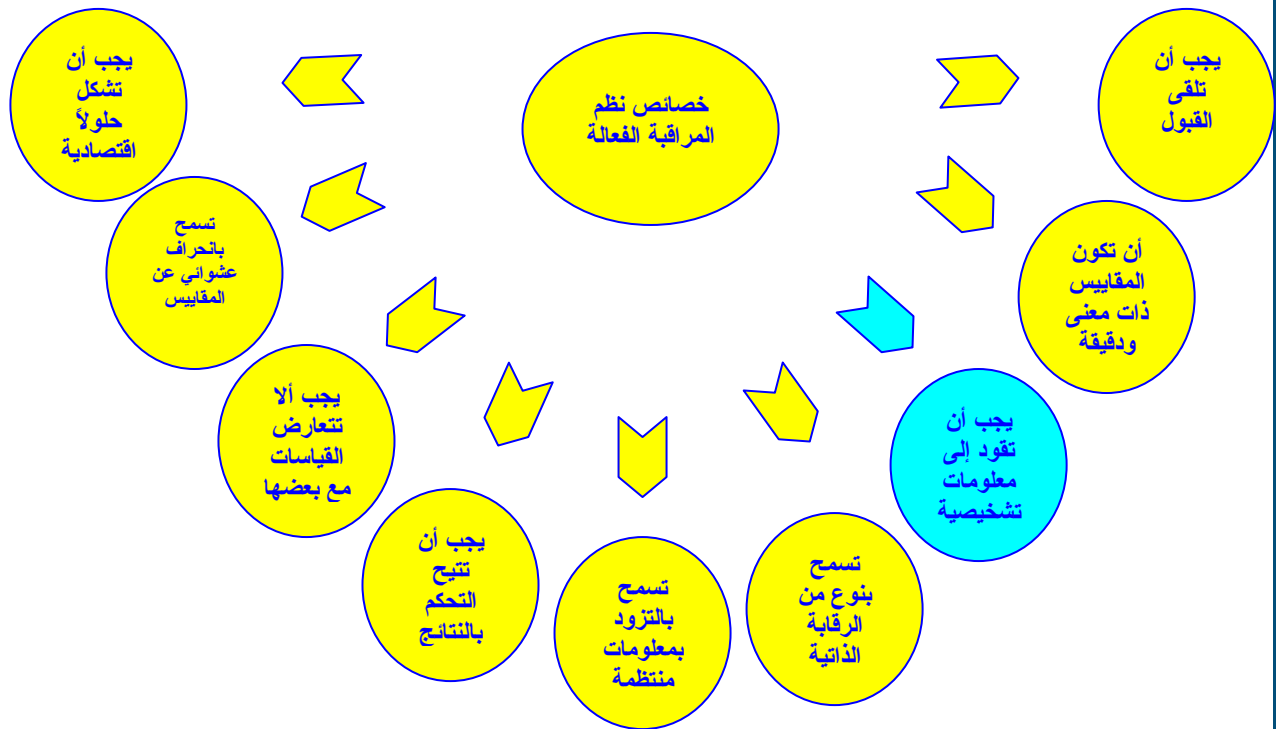 خصائص نظم
المراقبة الفعالة
يجب أن
تلقى
القبول
أن تكون
المقاييس
ذات معنى
ودقيقة
يجب أن
تقود إلى
معلومات
تشخيصية
تسمح
بنوع من
الرقابة
الذاتية
تسمح
بالتزود
بمعلومات
منتظمة
يجب أن
تتيح
التحكم
بالنتائج
يجب ألا
تتعارض
القياسات
مع بعضها
تسمح
بانحراف
عشوائي عن
المقاييس
يجب أن
تشكل
حلولاً
اقتصادية